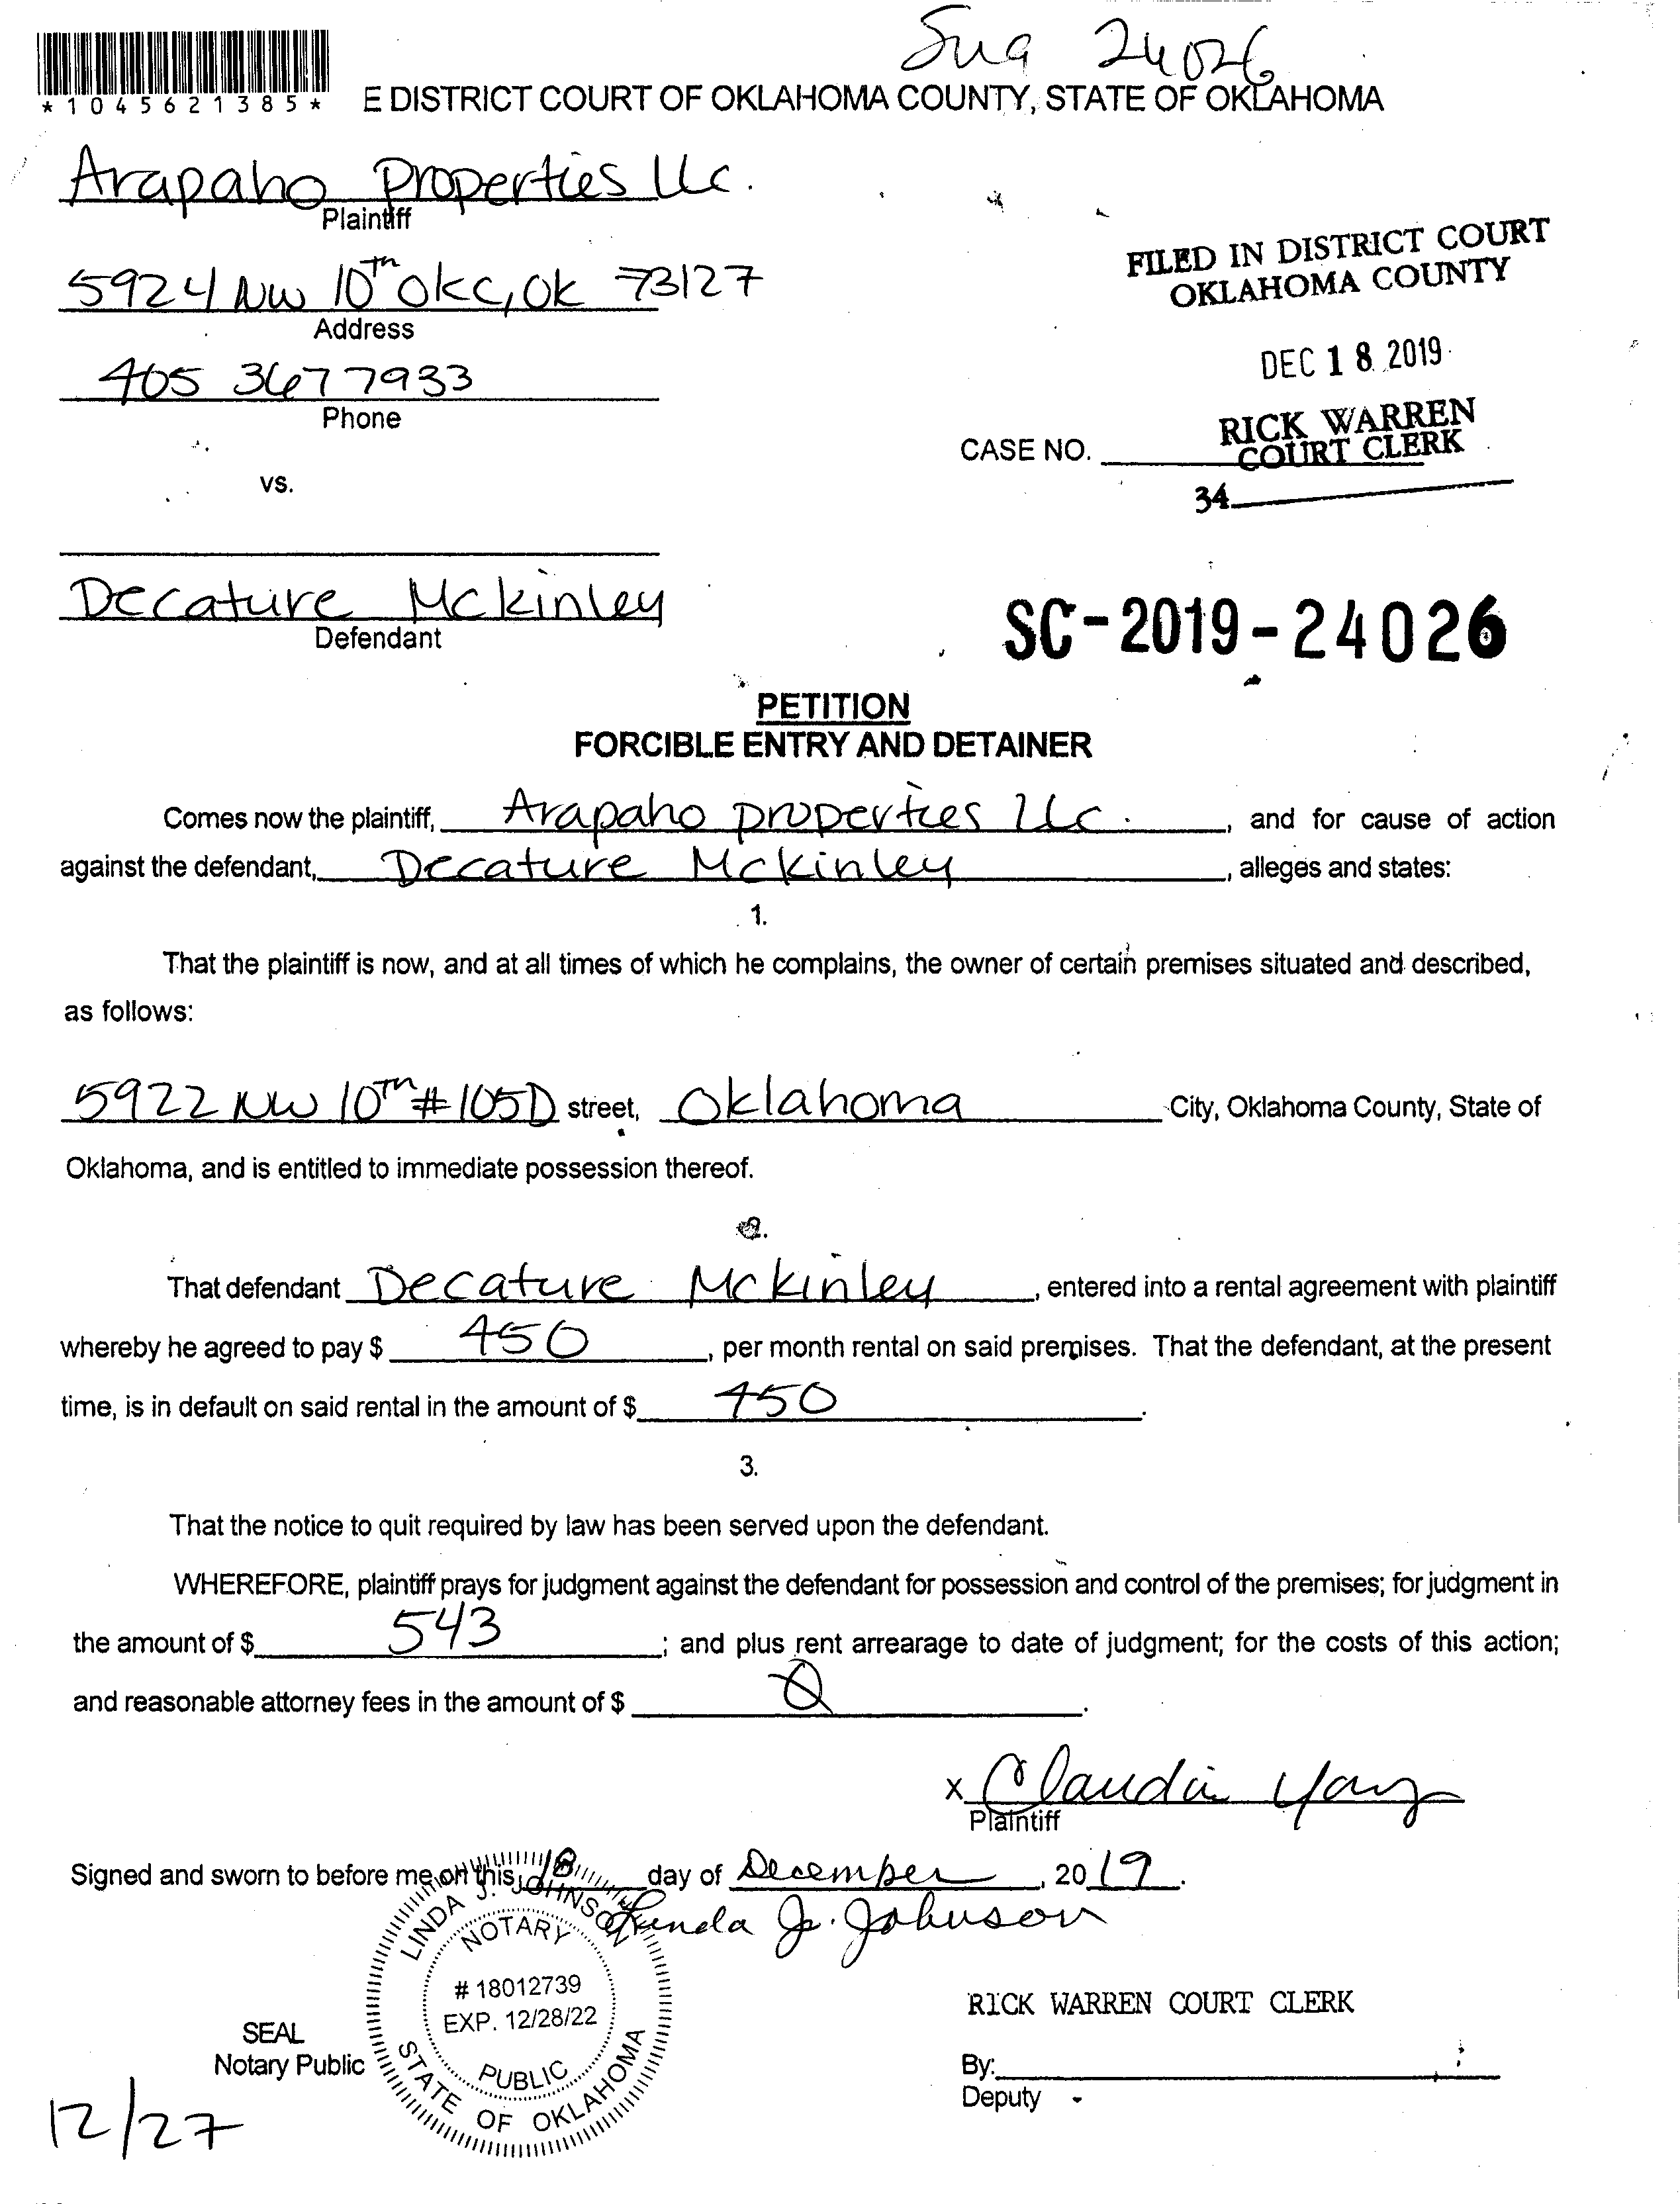 Sug 24026
*1045621385*
E DISTRICT COURT OF OKLAHOMA COUNTY, STATE OF OKLAHOMA
Arapaho Properties LLc.
Plaintiff
5924 NW 10th OKC, OK 73127
Address
405 367 7933
Phone
FILED IN DISTRICT COURT
OKLAHOMA COUNTY
DEC 18 2019
RICK WARREN
COURT CLERK
CASE NO.
34
vs.
Decature Mckinley
Defendant
SC-2019-24026
PETITION
FORCIBLE ENTRY AND DETAINER
Comes now the plaintiff, Arapaho properties LLc. , and for cause of action
against the defendant, Decature Mckinley , alleges and states:
1.
That the plaintiff is now, and at all times of which he complains, the owner of certain premises situated and described,
as follows:
5922 NW 10Th #105D street, Oklahoma City, Oklahoma County, State of
Oklahoma, and is entitled to immediate possession thereof.
2.
That defendant Decature Mckinley , entered into a rental agreement with plaintiff
whereby he agreed to pay $ 450 , per month rental on said premises. That the defendant, at the present
time, is in default on said rental in the amount of $ 450 .
3.
That the notice to quit required by law has been served upon the defendant.
WHEREFORE, plaintiff prays for judgment against the defendant for possession and control of the premises; for judgment in
the amount of $ 543 ; and plus rent arrearage to date of judgment; for the costs of this action;
and reasonable attorney fees in the amount of $ 0 .
x Claudia
Plaintiff
Signed and sworn to before me on this 18 day of December , 20 19 .
Linda J. Johnson
LINDA J. JOHNSON
NOTARY
# 18012739
EXP. 12/28/22
PUBLIC
STATE OF OKLAHOMA
SEAL
Notary Public
RICK WARREN COURT CLERK
By:
Deputy
12/27